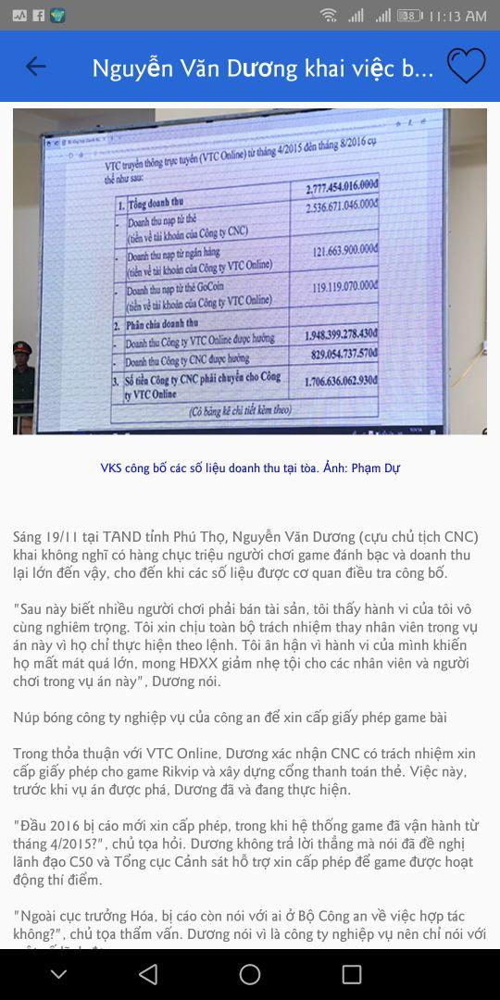 38 11:13 AM
Nguyễn Văn Dương khai việc b...
VTC truyền thông trực tuyến (VTC Online) từ tháng 4/2015 đến tháng 8/2016 cụ
thể như sau:
1. Tổng doanh thu 2,777.454.016.000đ
- Doanh thu nạp từ thẻ 2.536.671.046.000đ
(tiền về tài khoản của Công ty CNC)
- Doanh thu nạp từ ngân hàng 121.663.900.000đ
(tiền về tài khoản của Công ty VTC Online)
- Doanh thu nạp từ thẻ GoCoin 119.119.070.000đ
(tiền về tài khoản của Công ty VTC Online)
2. Phân chia doanh thu
- Doanh thu Công ty VTC Online được hưởng 1.948.399.278.430đ
- Doanh thu Công ty CNC được hưởng 829.054.737.570đ
3. Số tiền Công ty CNC phải chuyển cho Công 1.706.636.062.930đ
ty VTC Online
(Có bảng kê chi tiết kèm theo)
VKS công bố các số liệu doanh thu tại tòa. Ảnh: Phạm Dự
Sáng 19/11 tại TAND tỉnh Phú Thọ, Nguyễn Văn Dương (cựu chủ tịch CNC)
khai không nghĩ có hàng chục triệu người chơi game đánh bạc và doanh thu
lại lớn đến vậy, cho đến khi các số liệu được cơ quan điều tra công bố.
"Sau này biết nhiều người chơi phải bán tài sản, tôi thấy hành vi của tôi vô
cùng nghiêm trọng. Tôi xin chịu toàn bộ trách nhiệm thay nhân viên trong vụ
án này vì họ chỉ thực hiện theo lệnh. Tôi ân hận vì hành vi của mình khiến
họ mất mát quá lớn, mong HĐXX giảm nhẹ tội cho các nhân viên và người
chơi trong vụ án này", Dương nói.
Núp bóng công ty nghiệp vụ của công an để xin cấp giấy phép game bài
Trong thỏa thuận với VTC Online, Dương xác nhận CNC có trách nhiệm xin
cấp giấy phép cho game Rikvip và xây dựng cổng thanh toán thẻ. Việc này,
trước khi vụ án được phá, Dương đã và đang thực hiện.
"Đầu 2016 bị cáo mới xin cấp phép, trong khi hệ thống game đã vận hành từ
tháng 4/2015?", chủ tọa hỏi. Dương không trả lời thẳng mà nói đã đề nghị
lãnh đạo C50 và Tổng cục Cảnh sát hỗ trợ xin cấp phép để game được hoạt
động thí điểm.
"Ngoài cục trưởng Hóa, bị cáo còn nói với ai ở Bộ Công an về việc hợp tác
không?", chủ tọa thẩm vấn. Dương nói vì là công ty nghiệp vụ nên chỉ nói với